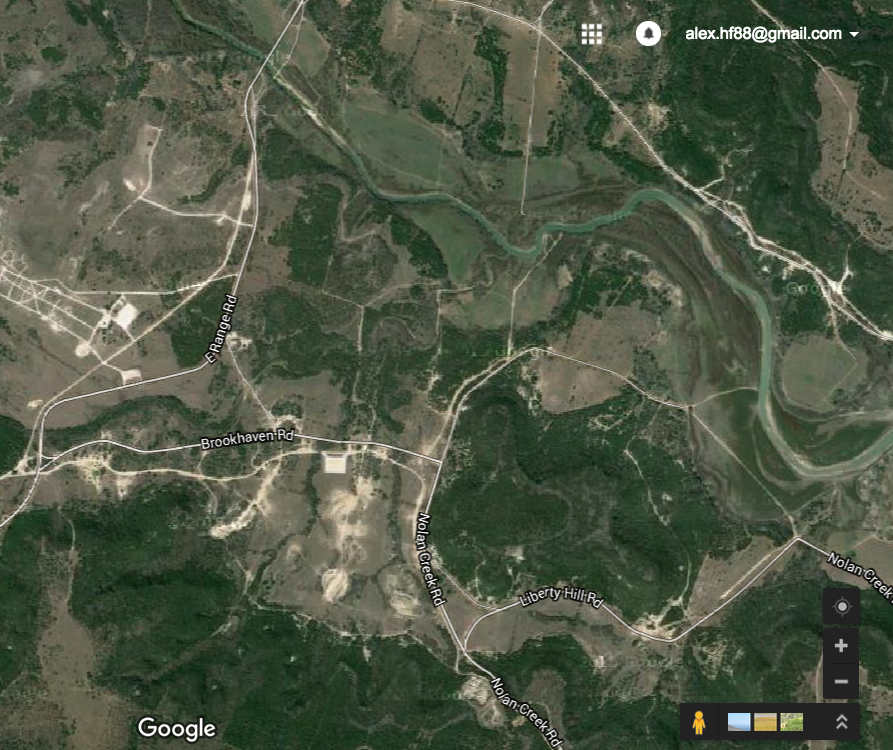 alex.hf88@gmail.com
E Range Rd
Brookhaven Rd
Nolan Creek Rd
Liberty Hill Rd
Nolan Creek
Nolan Creek Rd
Google